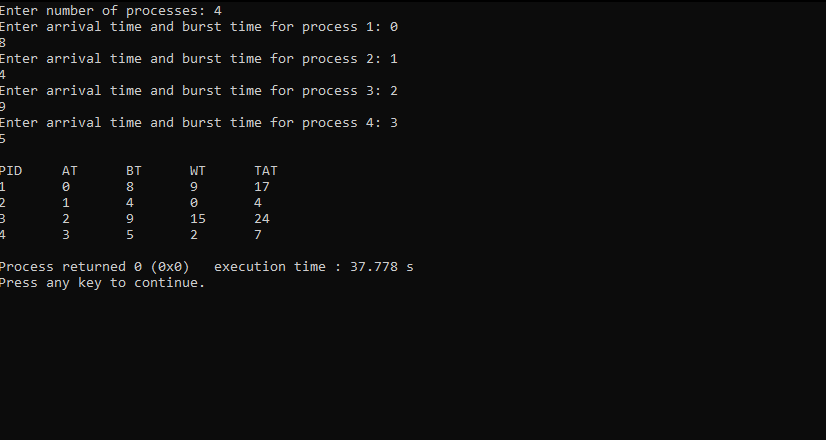 Enter number of processes: 4
Enter arrival time and burst time for process 1: 0
8
Enter arrival time and burst time for process 2: 1
4
Enter arrival time and burst time for process 3: 2
9
Enter arrival time and burst time for process 4: 3
5
PID AT BT WT TAT
1 0 8 9 17
2 1 4 0 4
3 2 9 15 24
4 3 5 2 7
Process returned 0 (0x0) execution time : 37.778 s
Press any key to continue.